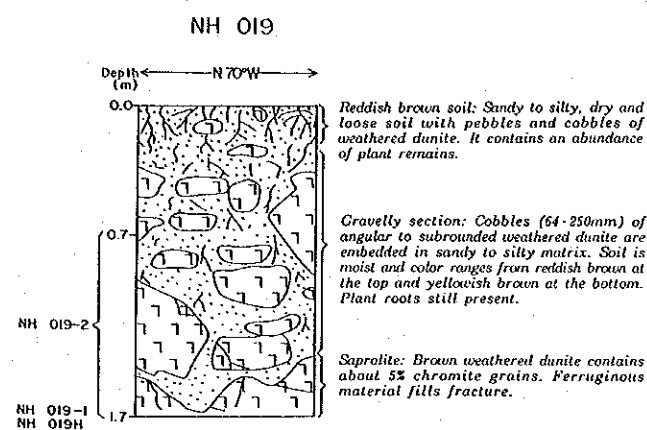 NH 019
Depth
(m)
N 70°W
0.0
Reddish brown soil: Sandy to silty, dry and
loose soil with pebbles and cobbles of
weathered dunite. It contains an abundance
of plant remains.
Gravelly section: Cobbles (64-250mm) of
angular to subrounded weathered dunite are
embedded in sandy to silty matrix. Soil is
moist and color ranges from reddish brown at
the top and yellowish brown at the bottom.
Plant roots still present.
0.7
NH 019-2
Saprolite: Brown weathered dunite contains
about 5% chromite grains. Ferruginous
material fills fracture.
NH 019-1
NH 019H
1.7